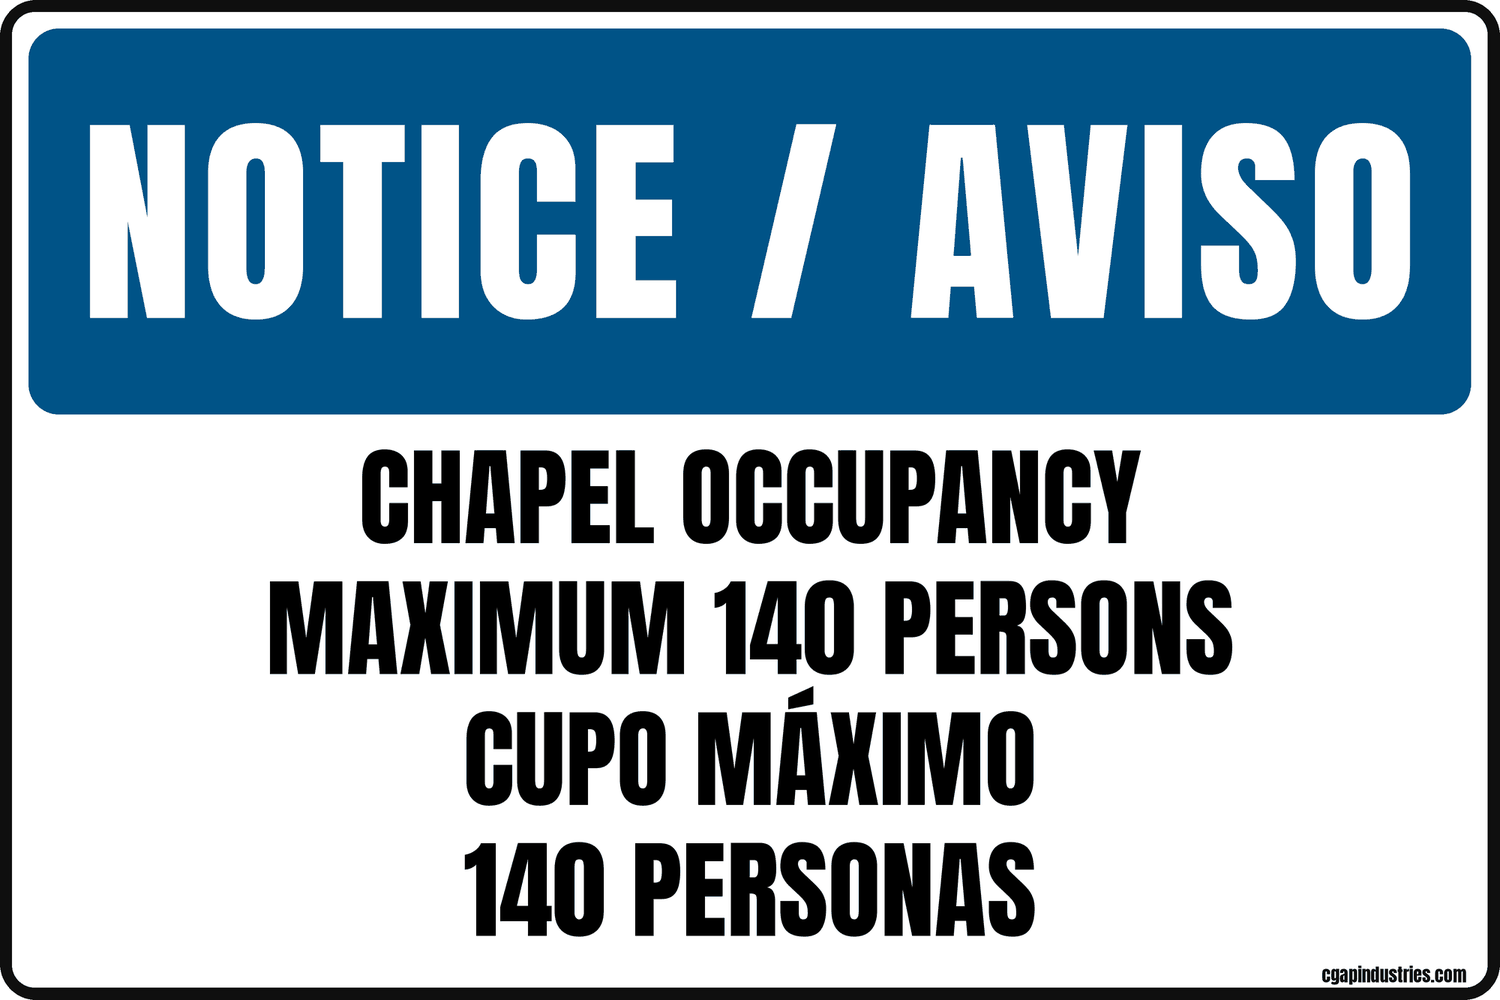 NOTICE / AVISO
CHAPEL OCCUPANCY
MAXIMUM 140 PERSONS
CUPO MÁXIMO
140 PERSONAS
cgapindustries.com